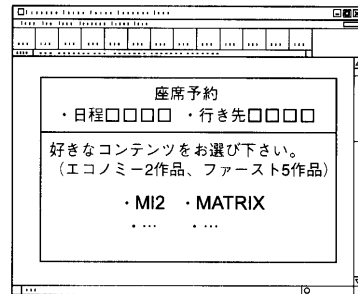 座席予約
・日程□□□□ ・行き先□□□□
好きなコンテンツをお選び下さい。
（エコノミー2作品、ファースト5作品）
・MI2 ・MATRIX
・… ・…